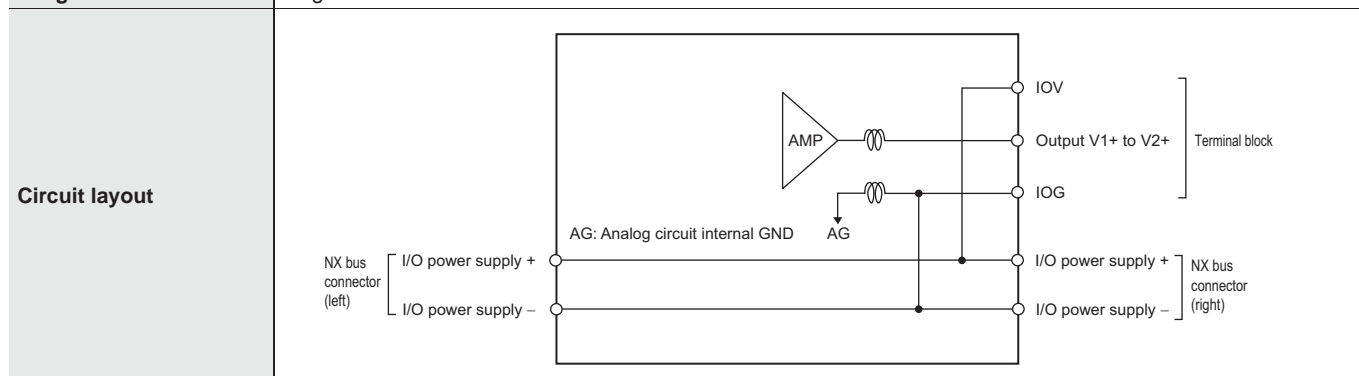 Circuit layout
IOV
AMP
Output V1+ to V2+
Terminal block
IOG
AG: Analog circuit internal GND
AG
NX bus
connector
(left)
I/O power supply +
I/O power supply −
I/O power supply +
I/O power supply −
NX bus
connector
(right)